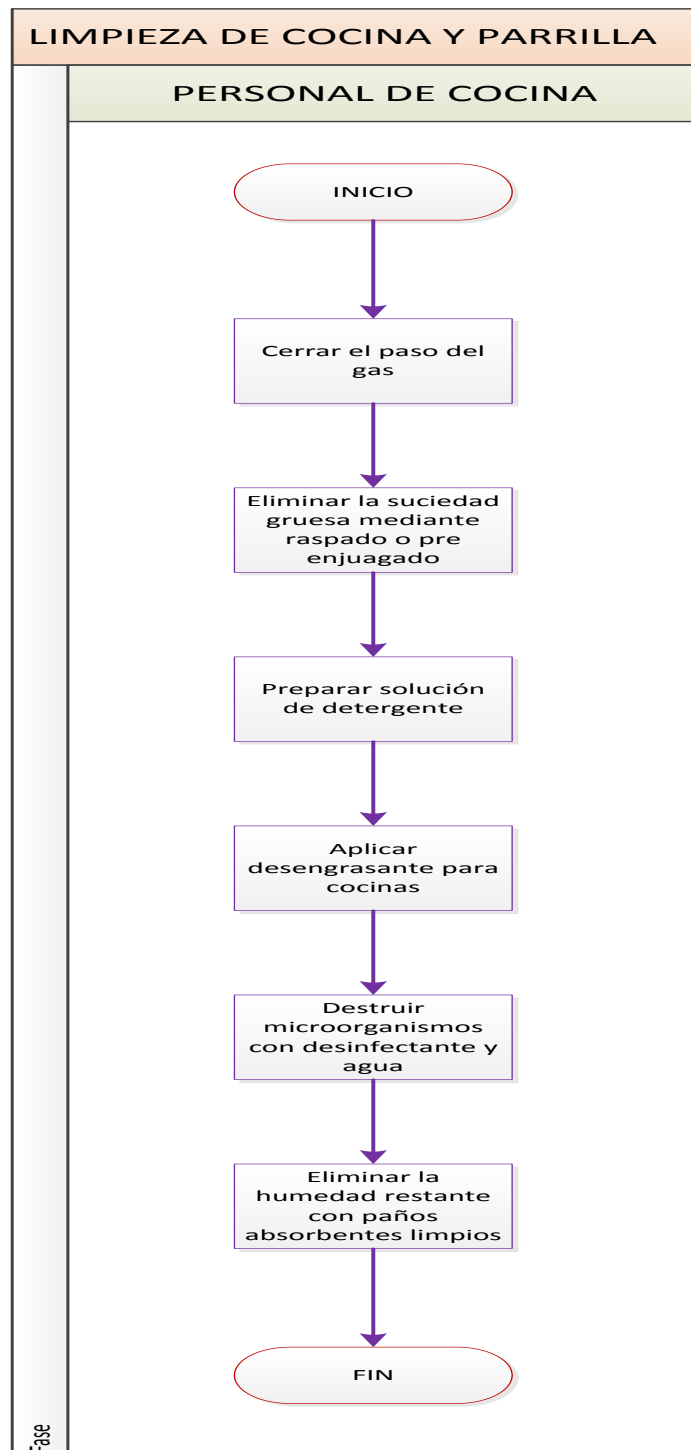 LIMPIEZA DE COCINA Y PARRILLA
PERSONAL DE COCINA
INICIO
Cerrar el paso del
gas
Eliminar la suciedad
gruesa mediante
raspado o pre
enjuagado
Preparar solución
de detergente
Aplicar
desengrasante para
cocinas
Destruir
microorganismos
con desinfectante y
agua
Eliminar la
humedad restante
con paños
absorbentes limpios
FIN
Fase